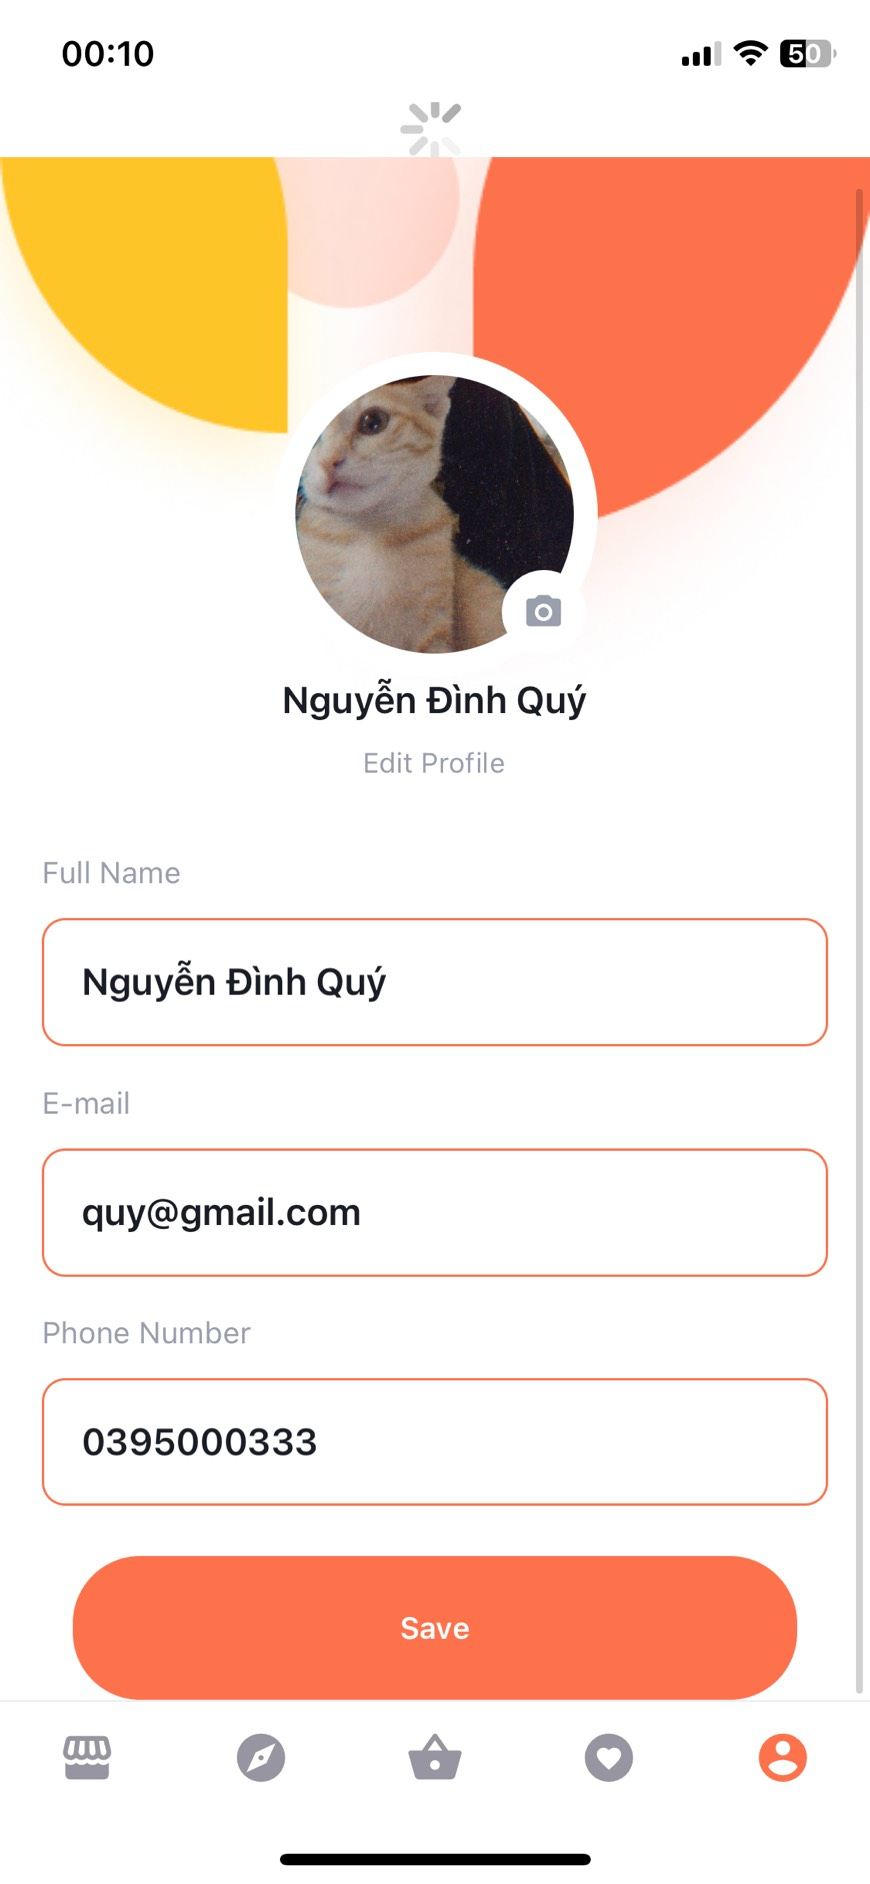 00:10
50
Nguyễn Đình Quý
Edit Profile
Full Name
Nguyễn Đình Quý
E-mail
quy@gmail.com
Phone Number
0395000333
Save